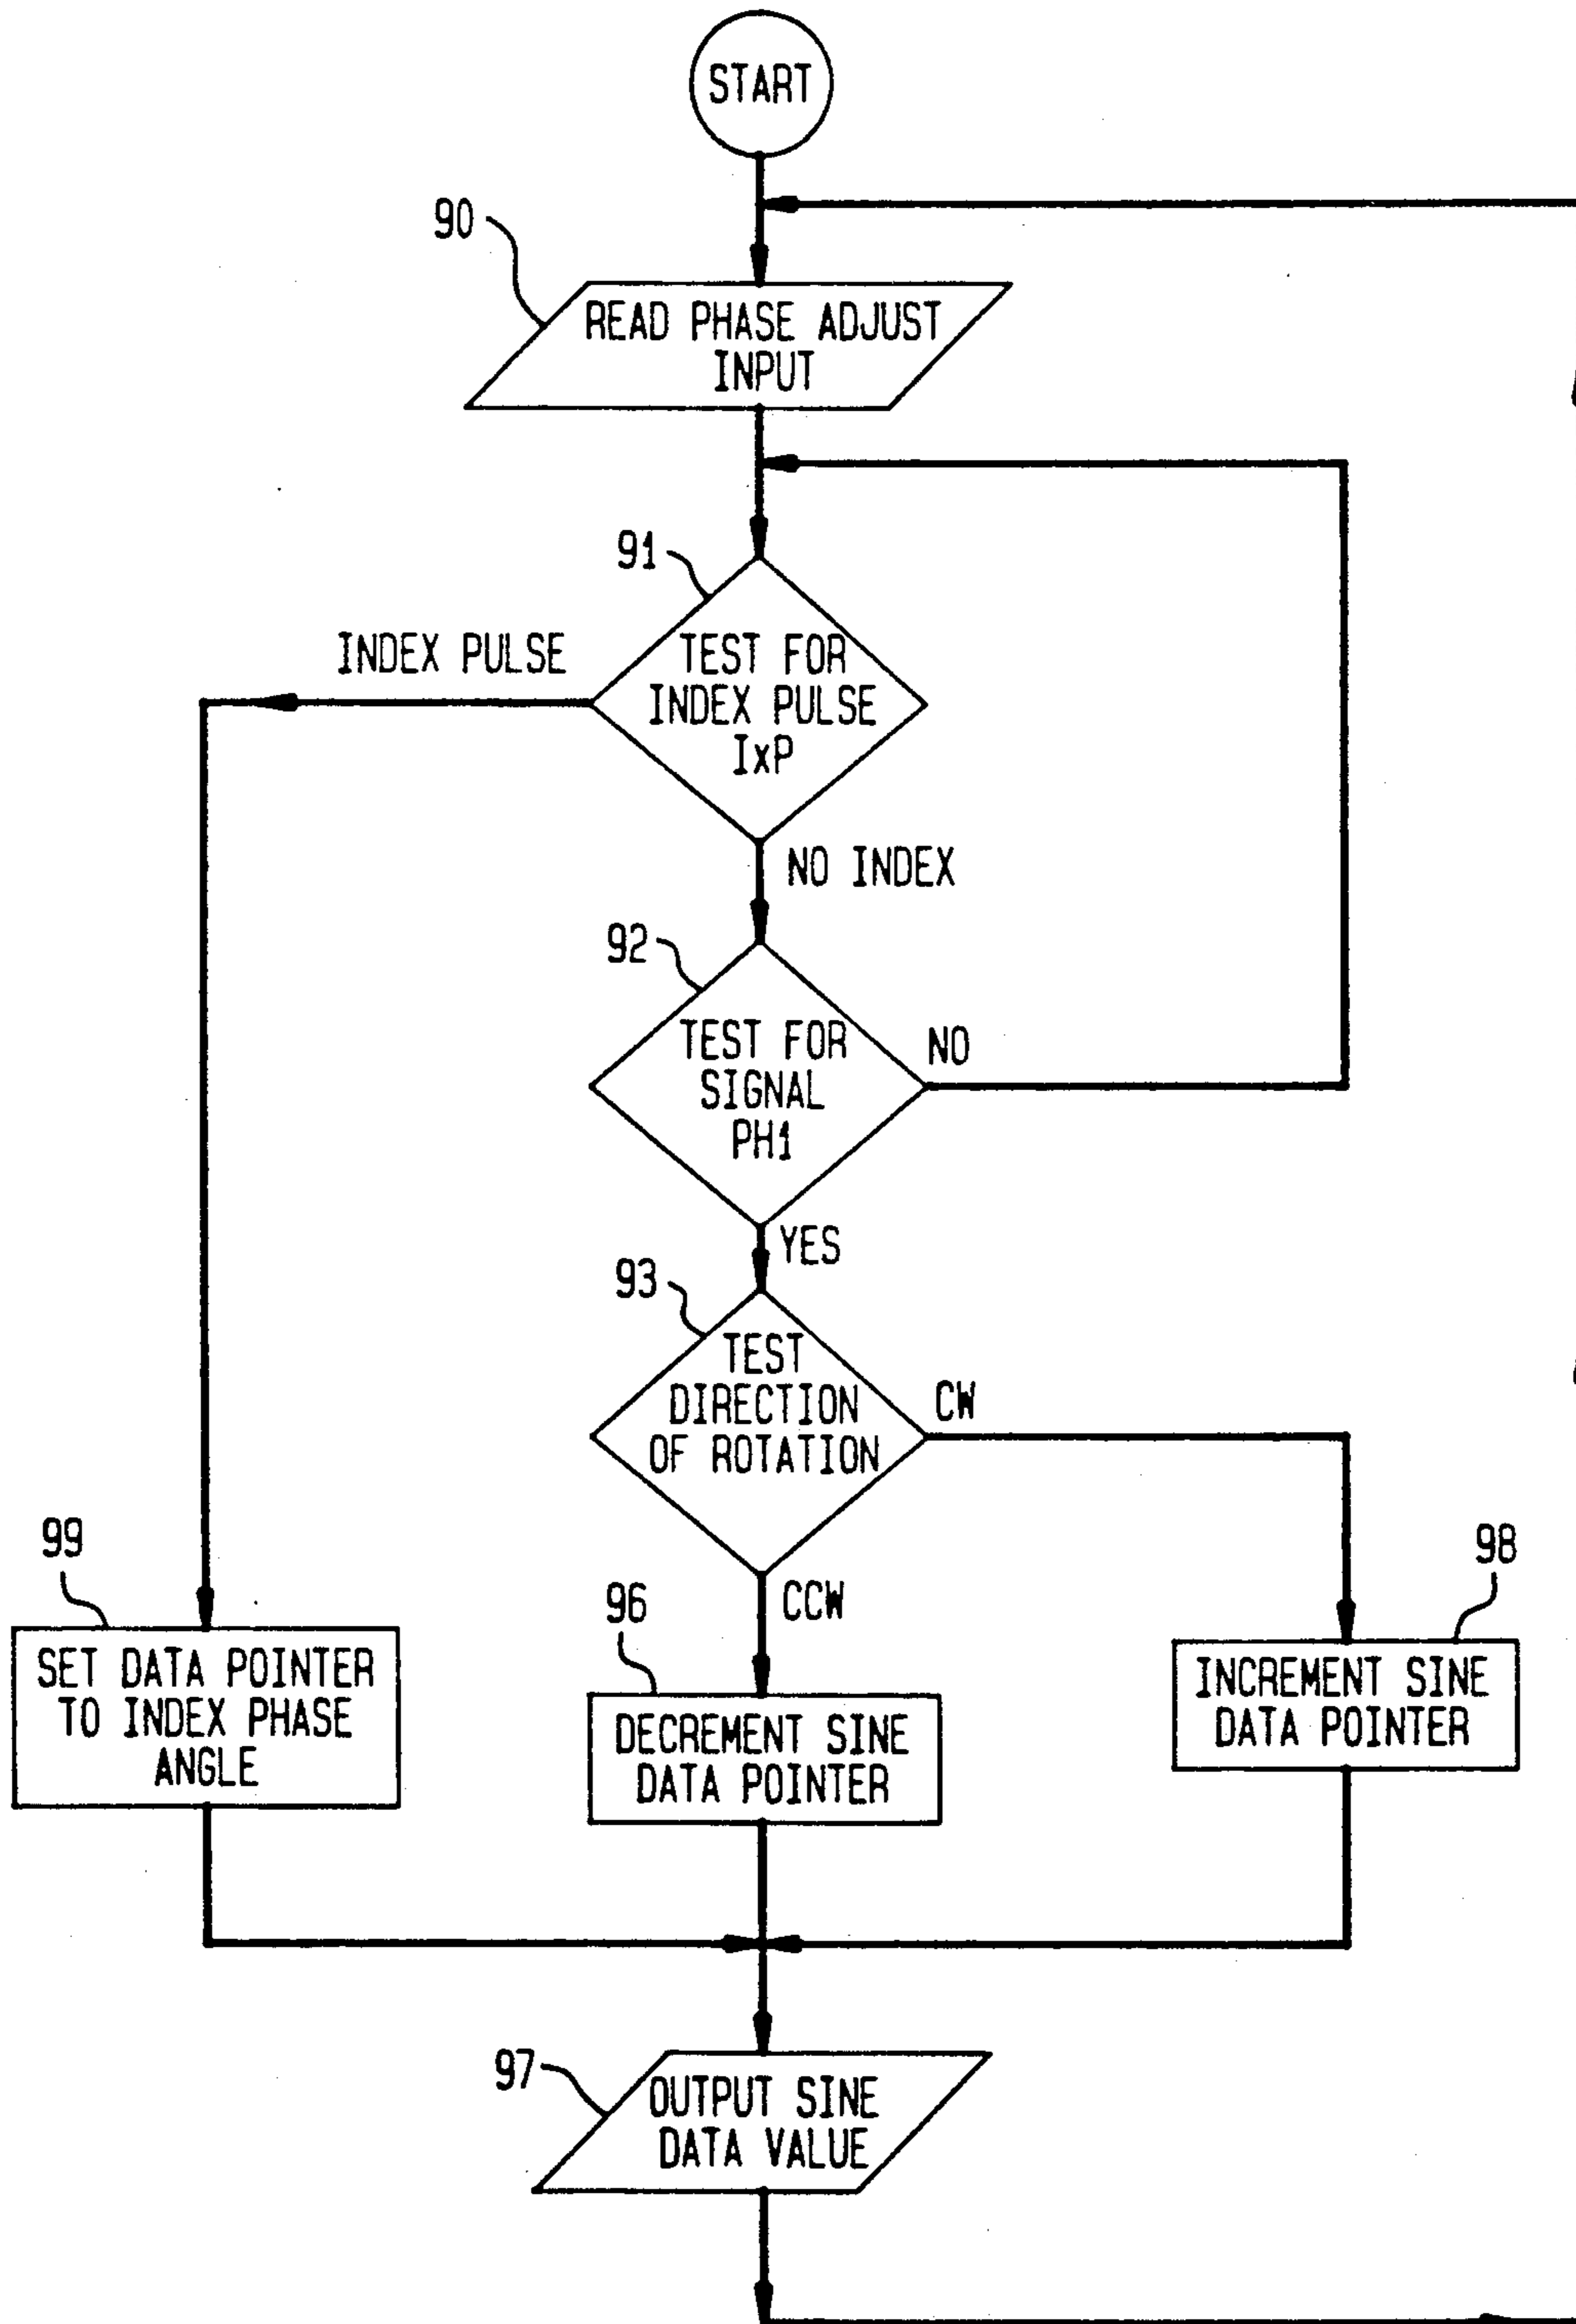 START
90
READ PHASE ADJUST
INPUT
91
INDEX PULSE
TEST FOR
INDEX PULSE
IxP
NO INDEX
92
TEST FOR
SIGNAL
PH1
NO
YES
93
TEST
DIRECTION
OF ROTATION
CW
CCW
99
SET DATA POINTER
TO INDEX PHASE
ANGLE
96
DECREMENT SINE
DATA POINTER
98
INCREMENT SINE
DATA POINTER
97
OUTPUT SINE
DATA VALUE